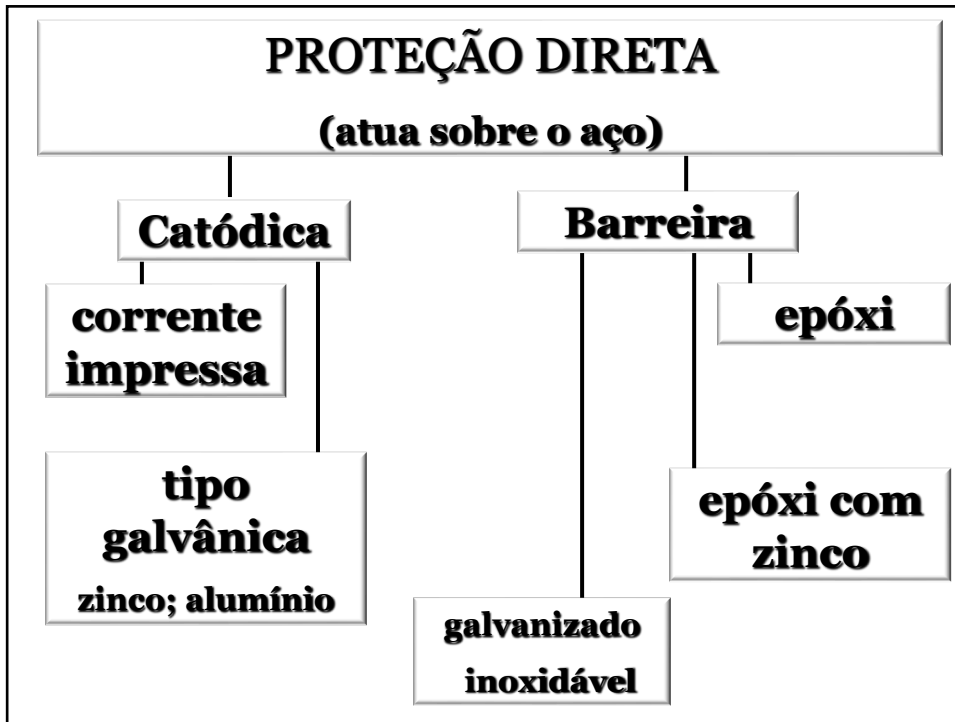 PROTEÇÃO DIRETA
(atua sobre o aço)
Catódica
Barreira
corrente
impressa
epóxi
tipo
galvânica
zinco; alumínio
epóxi com
zinco
galvanizado
inoxidável